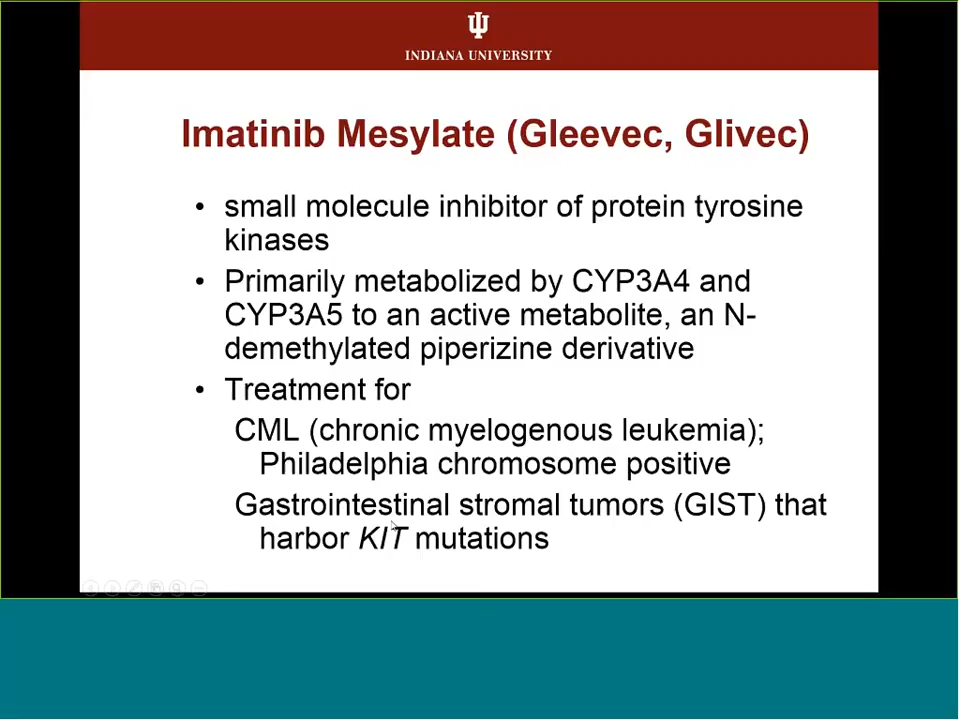 INDIANA UNIVERSITY
Imatinib Mesylate (Gleevec, Glivec)
• small molecule inhibitor of protein tyrosine
kinases
• Primarily metabolized by CYP3A4 and
CYP3A5 to an active metabolite, an N-
demethylated piperizine derivative
• Treatment for
CML (chronic myelogenous leukemia);
Philadelphia chromosome positive
Gastrointestinal stromal tumors (GIST) that
harbor KIT mutations